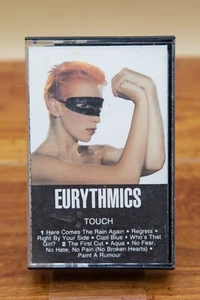 EURYTHMICS
TOUCH
1 Here Comes The Rain Again • Regrets •
Right By Your Side • Cool Blue • Who's That
Girl? 2 The First Cut • Aqua • No Fear,
No Hate, No Pain (No Broken Hearts) •
Paint A Rumour